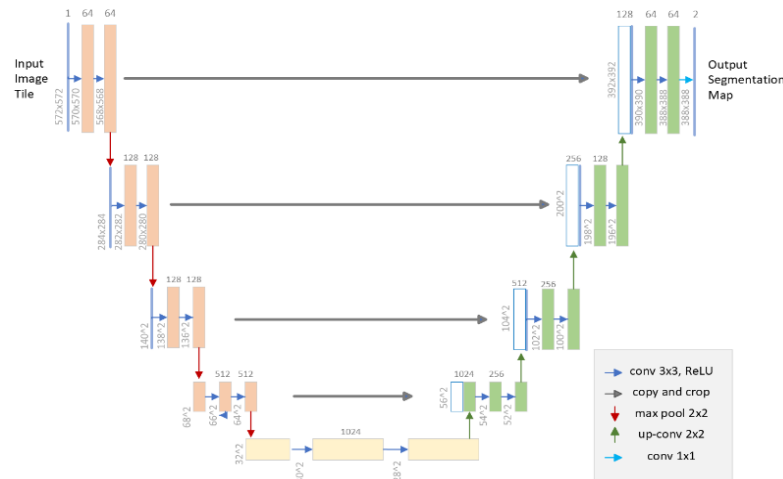 1 64 64
128 64 64 2
Input
Image
Tile
Output
Segmentation
Map
572x572
570x570
568x568
392x392
390x390
388x388
388x388
128 128
256 128
284x284
282x282
280x280
200^2
198^2
196^2
128 128
512 256
140^2
138^2
136^2
104^2
102^2
100^2
512 512
1024 256
68^2
66^2
64^2
56^2
54^2
52^2
1024
32^2
28^2
conv 3x3, ReLU
copy and crop
max pool 2x2
up-conv 2x2
conv 1x1